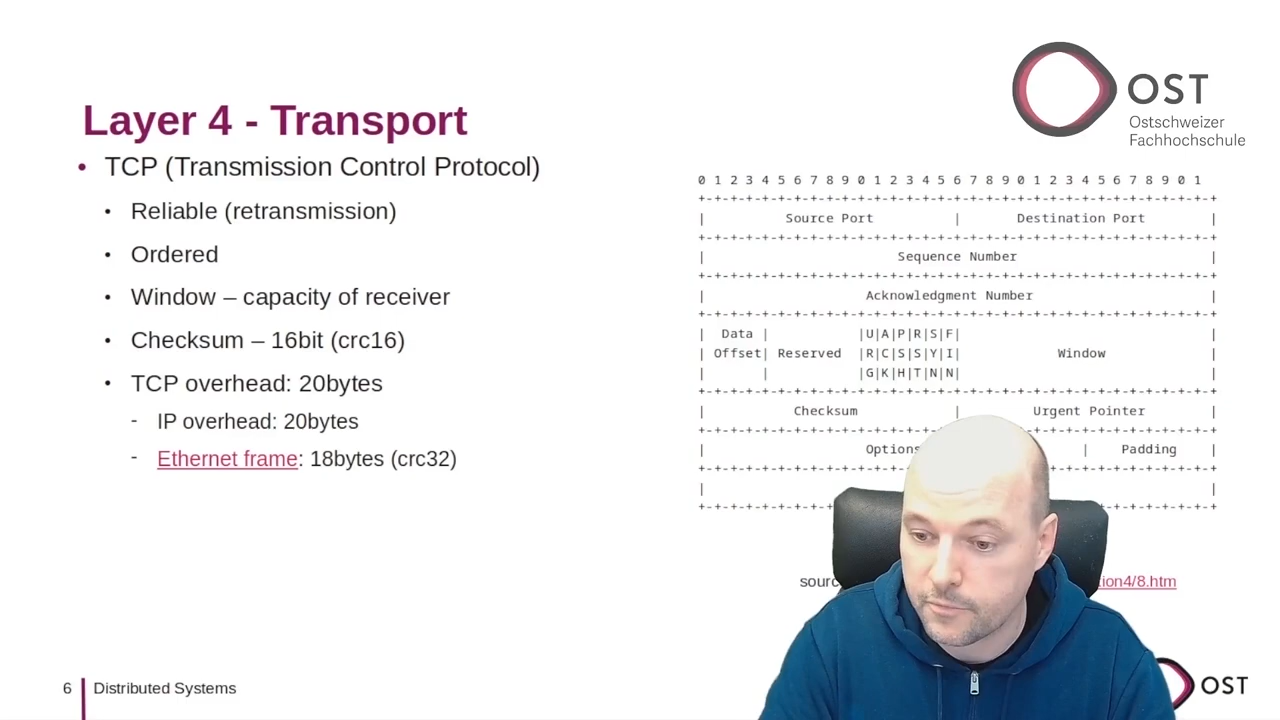 OST
Ostschweizer
Fachhochschule
Layer 4 - Transport
• TCP (Transmission Control Protocol)
• Reliable (retransmission)
• Ordered
• Window – capacity of receiver
• Checksum – 16bit (crc16)
• TCP overhead: 20bytes
- IP overhead: 20bytes
- Ethernet frame: 18bytes (crc32)
0 1 2 3 4 5 6 7 8 9 0 1 2 3 4 5 6 7 8 9 0 1 2 3 4 5 6 7 8 9 0 1
+-+-+-+-+-+-+-+-+-+-+-+-+-+-+-+-+-+-+-+-+-+-+-+-+-+-+-+-+-+-+-+-+
| Source Port | Destination Port |
+-+-+-+-+-+-+-+-+-+-+-+-+-+-+-+-+-+-+-+-+-+-+-+-+-+-+-+-+-+-+-+-+
| Sequence Number |
+-+-+-+-+-+-+-+-+-+-+-+-+-+-+-+-+-+-+-+-+-+-+-+-+-+-+-+-+-+-+-+-+
| Acknowledgment Number |
+-+-+-+-+-+-+-+-+-+-+-+-+-+-+-+-+-+-+-+-+-+-+-+-+-+-+-+-+-+-+-+-+
| Data | |U|A|P|R|S|F| |
| Offset| Reserved |R|C|S|S|Y|I| Window |
| | |G|K|H|T|N|N| |
+-+-+-+-+-+-+-+-+-+-+-+-+-+-+-+-+-+-+-+-+-+-+-+-+-+-+-+-+-+-+-+-+
| Checksum | Urgent Pointer |
| Options | Padding |
tion4/8.htm
6 Distributed Systems
OST